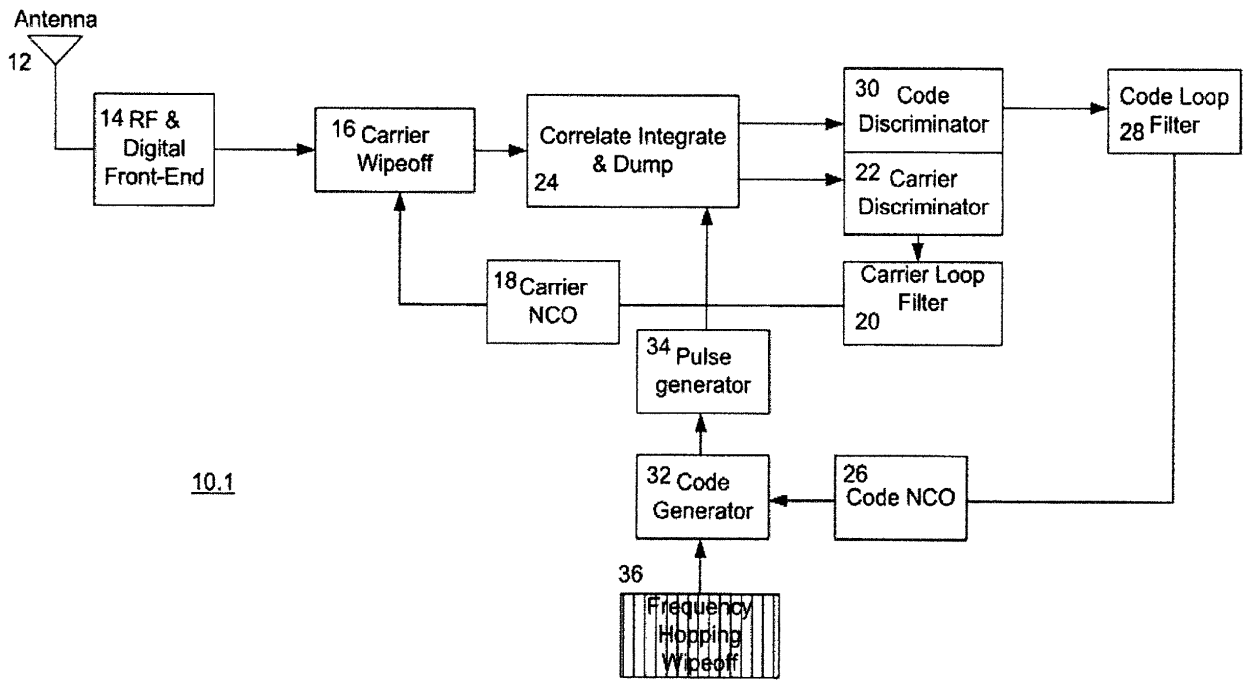 Antenna
12
14 RF &
Digital
Front-End
16 Carrier
Wipeoff
Correlate Integrate
& Dump
24
30 Code
Discriminator
22 Carrier
Discriminator
Code Loop
Filter
28
18 Carrier
NCO
Carrier Loop
Filter
20
34 Pulse
generator
10.1
32 Code
Generator
26
Code NCO
36
Frequency
Hopping
Wipeoff